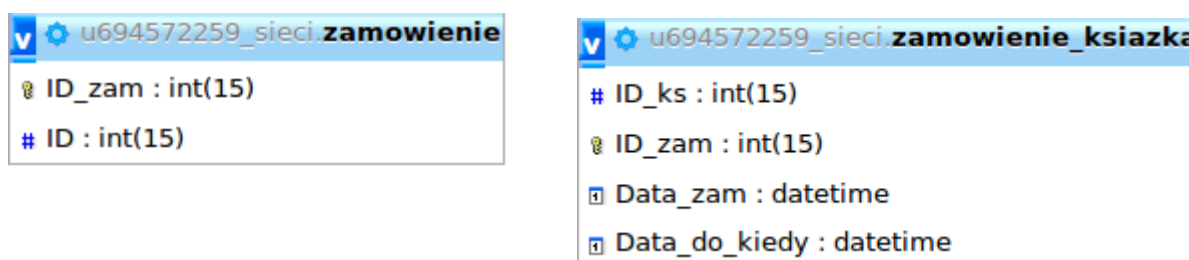 v u694572259_sieci.zamowienie
ID_zam : int(15)
# ID : int(15)
v u694572259_sieci.zamowienie_ksiazka
# ID_ks : int(15)
ID_zam : int(15)
Data_zam : datetime
Data_do_kiedy : datetime